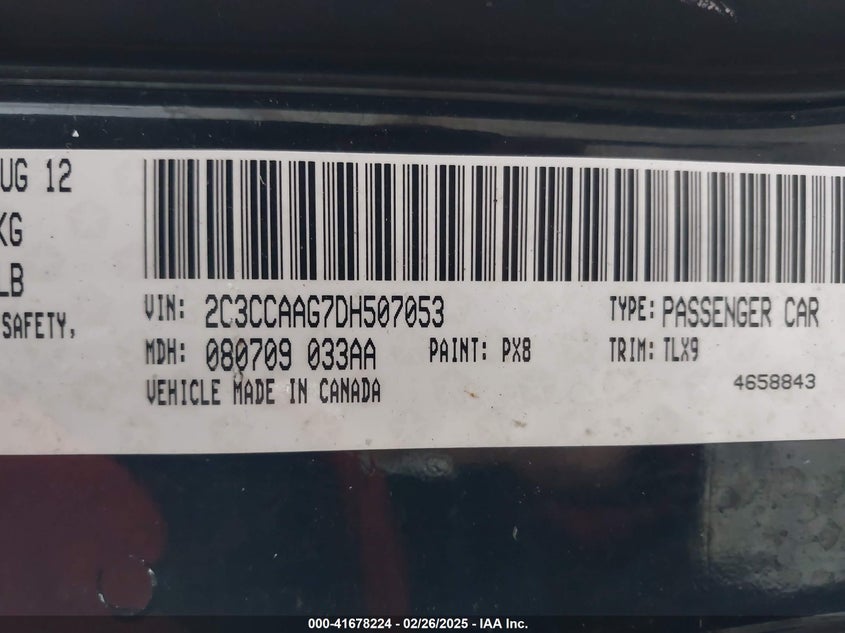 UG 12
KG
LB
SAFETY,
VIN: 2C3CCAAG7DH507053 TYPE: PASSENGER CAR
MDH: 080709 033AA PAINT: PX8 TRIM: TLX9
VEHICLE MADE IN CANADA 4658843
000-41678224 - 02/26/2025 - IAA Inc.